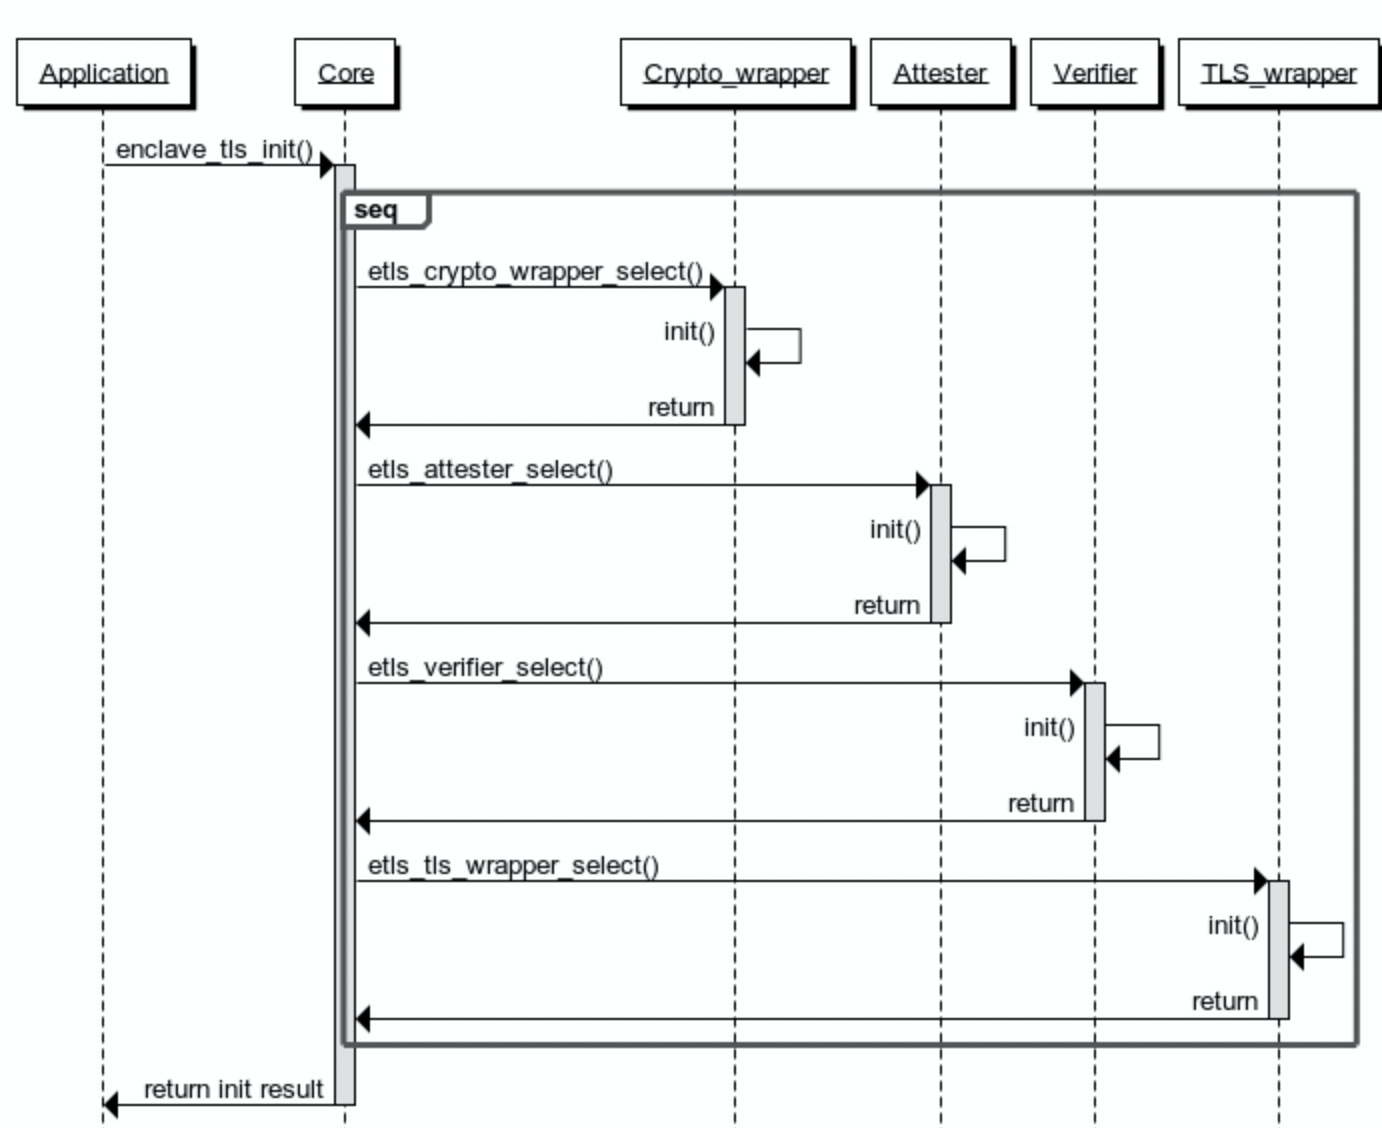 Application Core Crypto_wrapper Attester Verifier TLS_wrapper
enclave_tls_init()
seq
etls_crypto_wrapper_select()
init()
return
etls_attester_select()
init()
return
etls_verifier_select()
init()
return
etls_tls_wrapper_select()
init()
return
return init result